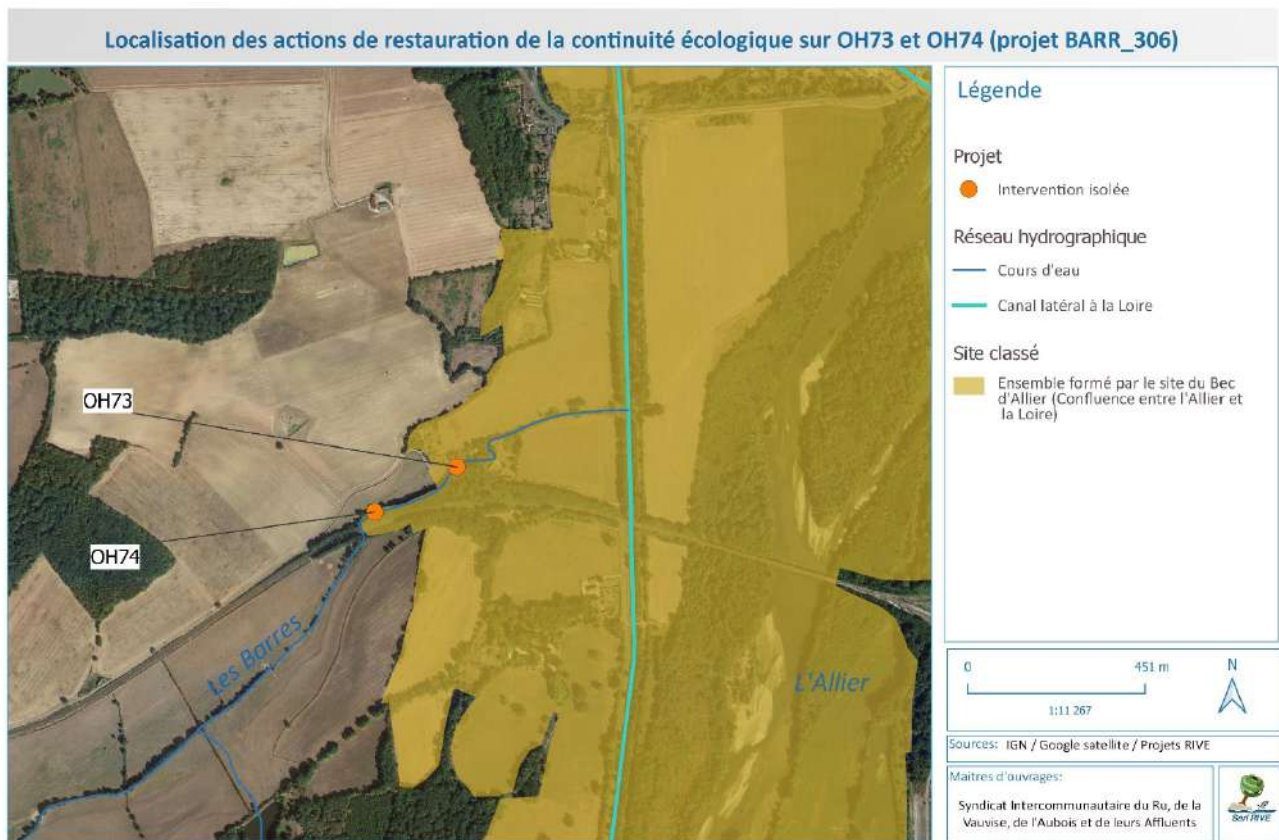 Localisation des actions de restauration de la continuité écologique sur OH73 et OH74 (projet BARR_306)
OH73
OH74
Les Barres
L'Allier
Légende
Projet
Intervention isolée
Réseau hydrographique
Cours d'eau
Canal latéral à la Loire
Site classé
Ensemble formé par le site du Bec
d'Allier (Confluence entre l'Allier et
la Loire)
0 451 m N
1:11 267
Sources: IGN / Google satellite / Projets RIVE
Maitres d'ouvrages:
Syndicat Intercommunautaire du Ru, de la
Vauvise, de l'Aubois et de leurs Affluents